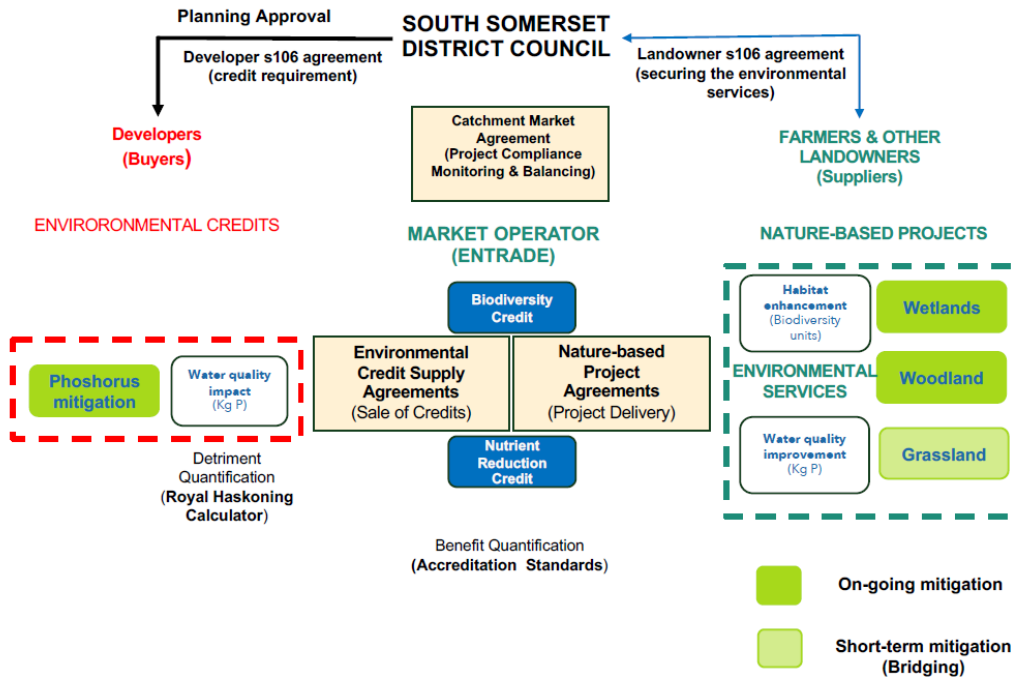 Planning Approval
SOUTH SOMERSET
DISTRICT COUNCIL
Developer s106 agreement
(credit requirement)
Landowner s106 agreement
(securing the environmental
services)
Developers
(Buyers)
Catchment Market
Agreement
(Project Compliance
Monitoring & Balancing)
FARMERS & OTHER
LANDOWNERS
(Suppliers)
ENVIRORONMENTAL CREDITS
MARKET OPERATOR
(ENTRADE)
NATURE-BASED PROJECTS
Biodiversity
Credit
Habitat
enhancement
(Biodiversity
units)
Wetlands
Phoshorus
mitigation
Water quality
impact
(Kg P)
Environmental
Credit Supply
Agreements
(Sale of Credits)
Nature-based
Project
Agreements
(Project Delivery)
ENVIRONMENTAL
SERVICES
Woodland
Nutrient
Reduction
Credit
Water quality
improvement
(Kg P)
Grassland
Detriment
Quantification
(Royal Haskoning
Calculator)
Benefit Quantification
(Accreditation Standards)
On-going mitigation
Short-term mitigation
(Bridging)